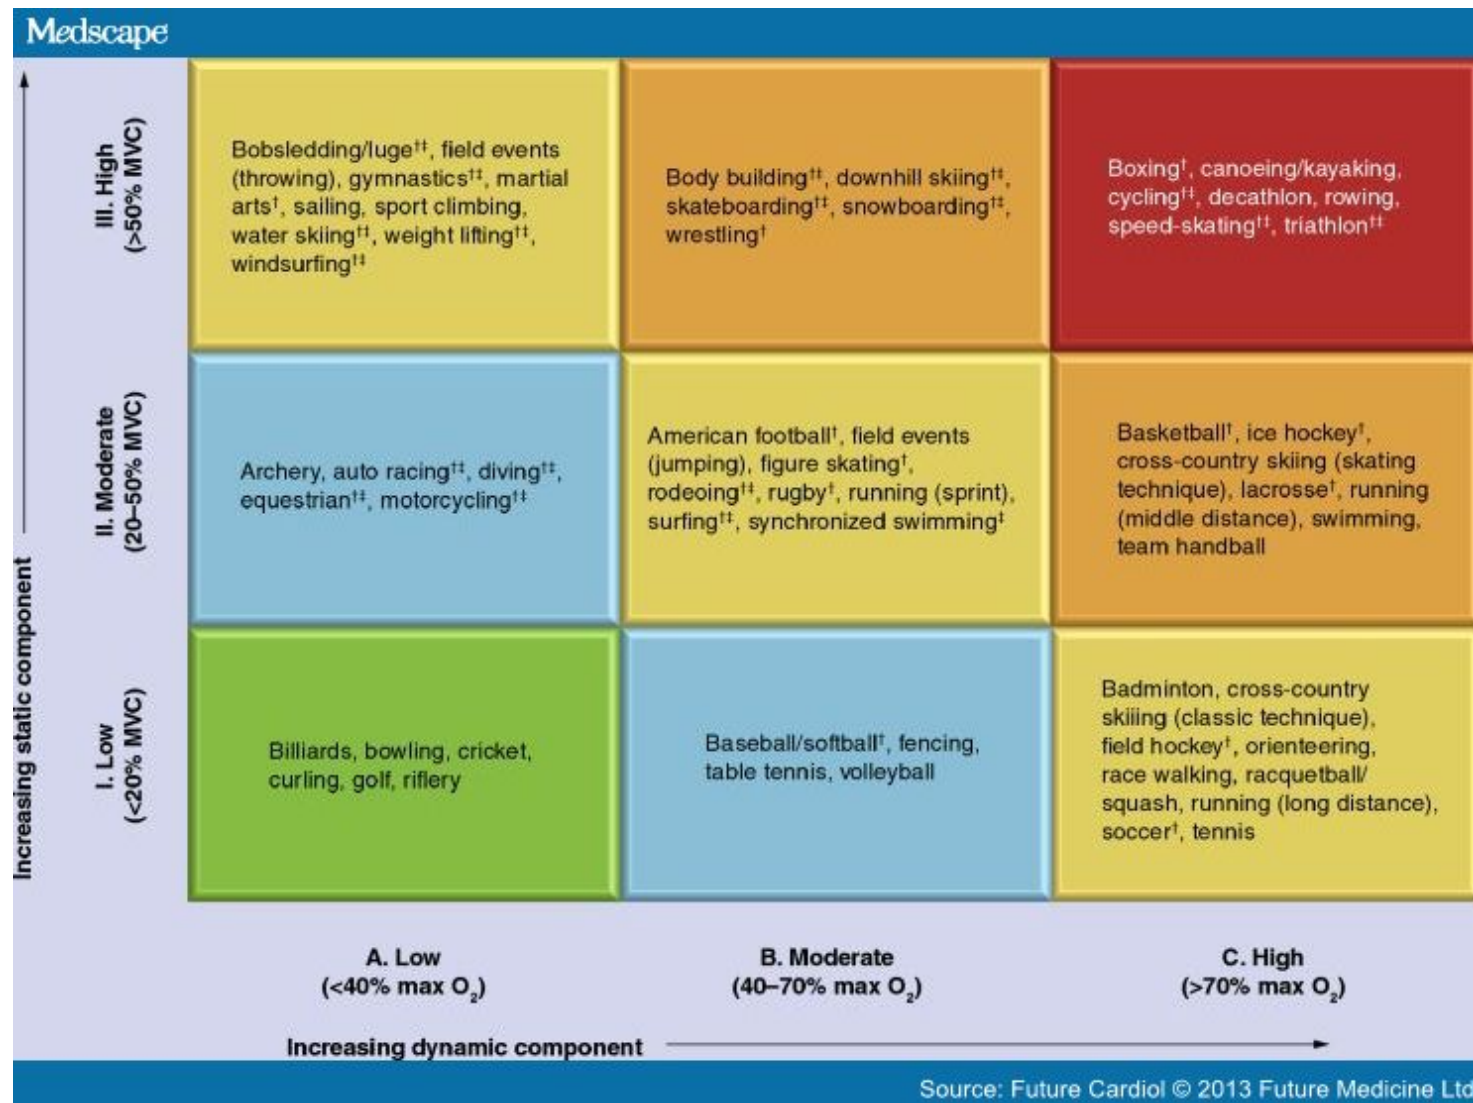 Medscape
III. High
(>50% MVC)
Bobsledding/luge†‡, field events
(throwing), gymnastics†‡, martial
arts†, sailing, sport climbing,
water skiing†‡, weight lifting†‡,
windsurfing†‡
Body building†‡, downhill skiing†‡,
skateboarding†‡, snowboarding†‡,
wrestling†
Boxing†, canoeing/kayaking,
cycling†‡, decathlon, rowing,
speed-skating†‡, triathlon†‡
II. Moderate
(20–50% MVC)
Archery, auto racing†‡, diving†‡,
equestrian†‡, motorcycling†‡
American football†, field events
(jumping), figure skating†,
rodeoing†‡, rugby†, running (sprint),
surfing†‡, synchronized swimming‡
Basketball†, ice hockey†,
cross-country skiing (skating
technique), lacrosse†, running
(middle distance), swimming,
team handball
I. Low
(<20% MVC)
Billiards, bowling, cricket,
curling, golf, riflery
Baseball/softball†, fencing,
table tennis, volleyball
Badminton, cross-country
skiiing (classic technique),
field hockey†, orienteering,
race walking, racquetball/
squash, running (long distance),
soccer†, tennis
Increasing static component
A. Low
(<40% max O₂)
B. Moderate
(40–70% max O₂)
C. High
(>70% max O₂)
Increasing dynamic component
Source: Future Cardiol © 2013 Future Medicine Ltd